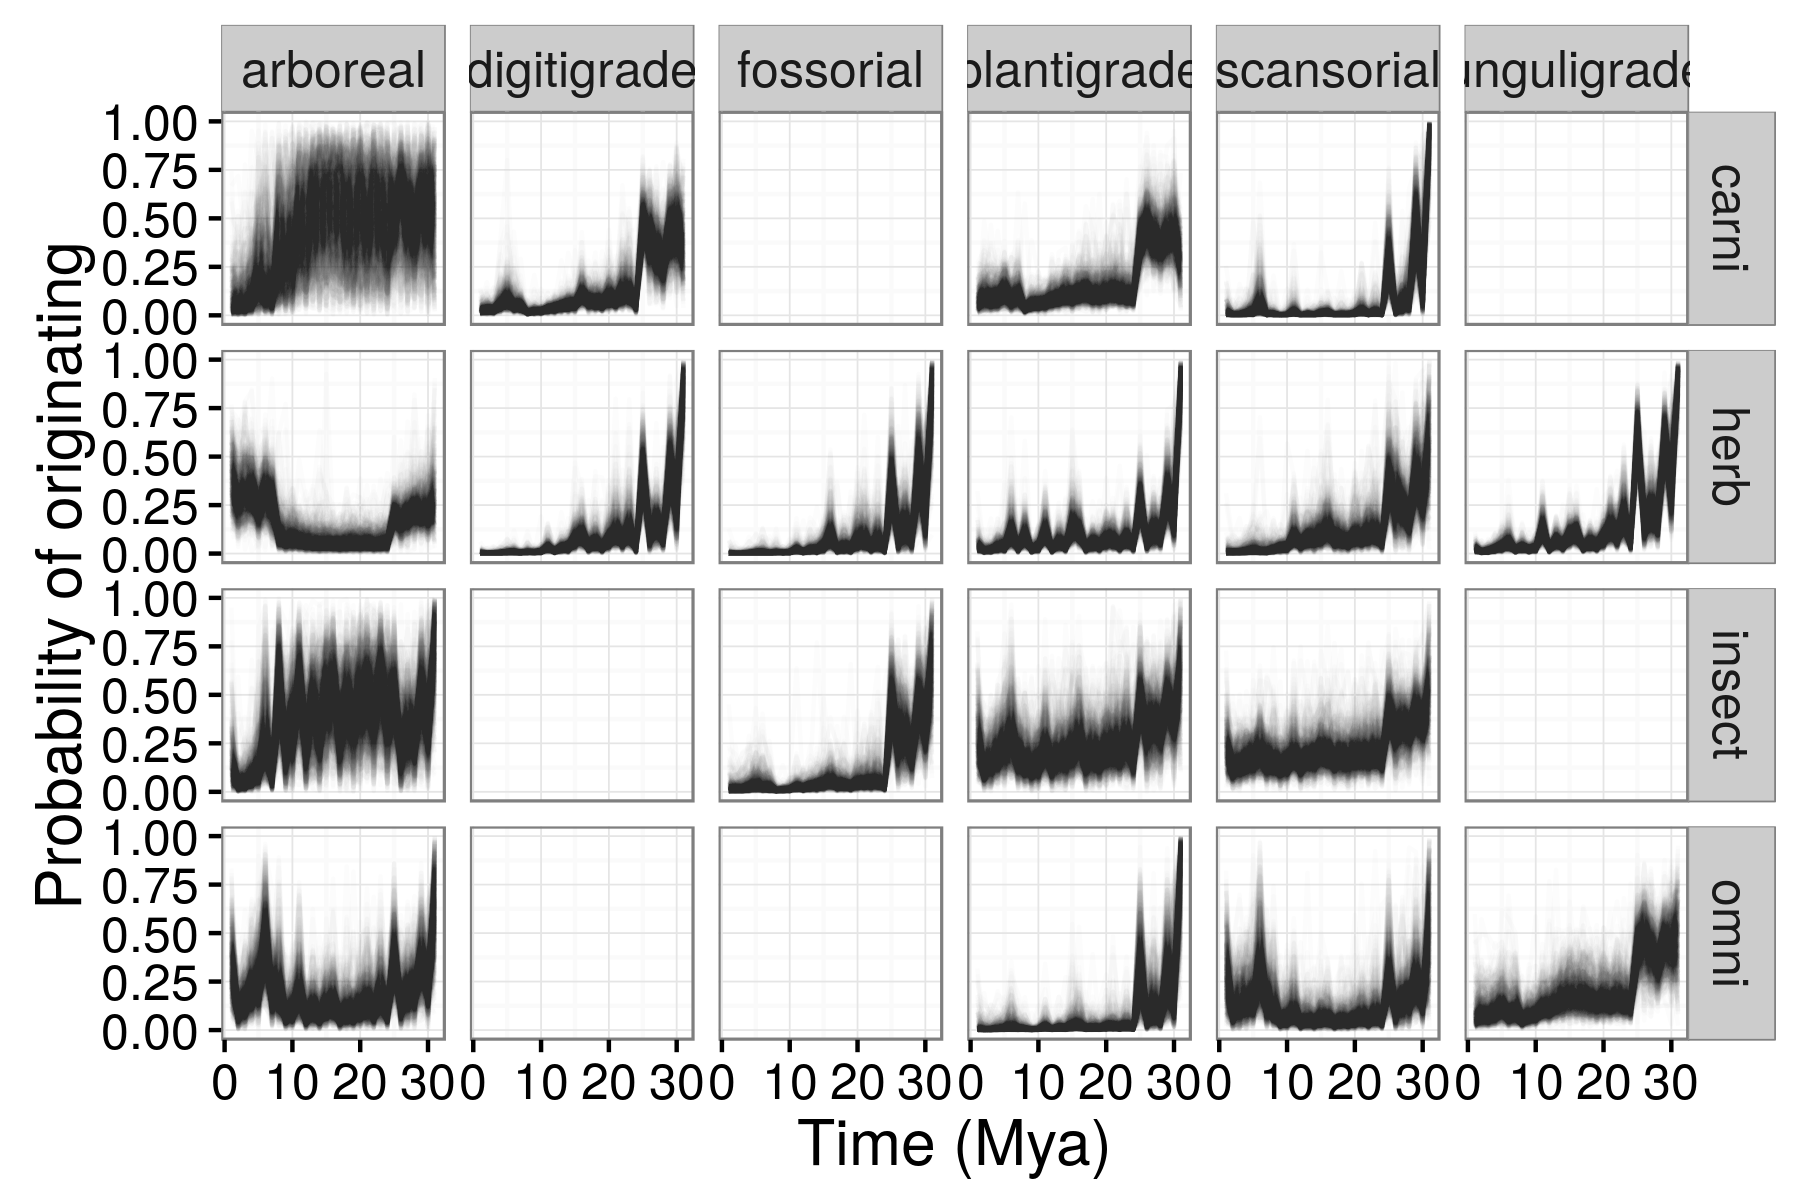 arboreal digitigrade fossorial plantigrade scansorial unguligrade
Probability of originating
1.00
0.75
0.50
0.25
0.00
carni
1.00
0.75
0.50
0.25
0.00
herb
1.00
0.75
0.50
0.25
0.00
insect
1.00
0.75
0.50
0.25
0.00
omni
0 10 20 30 0 10 20 30 0 10 20 30 0 10 20 30 0 10 20 30 0 10 20 30
Time (Mya)